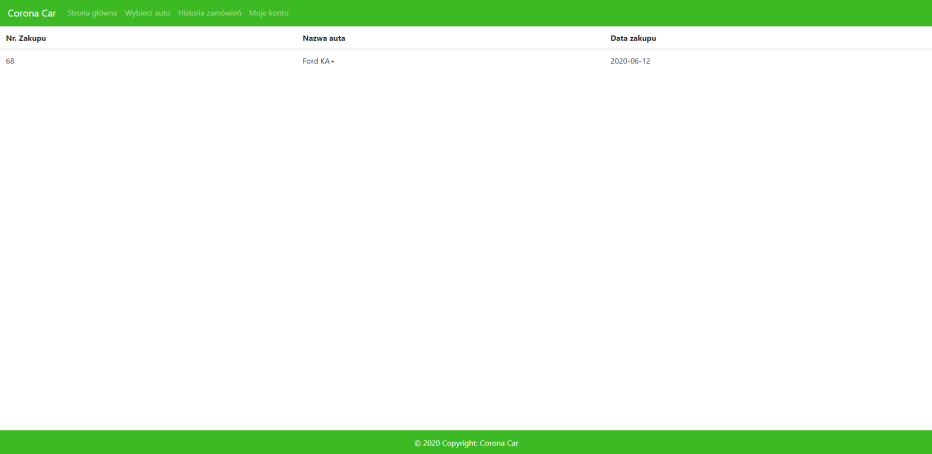 Corona Car Strona główna Wybierz auto Historia zamówień Moje konto
Nr. Zakupu Nazwa auta Data zakupu
68 Ford KA+ 2020-06-12
© 2020 Copyright: Corona Car